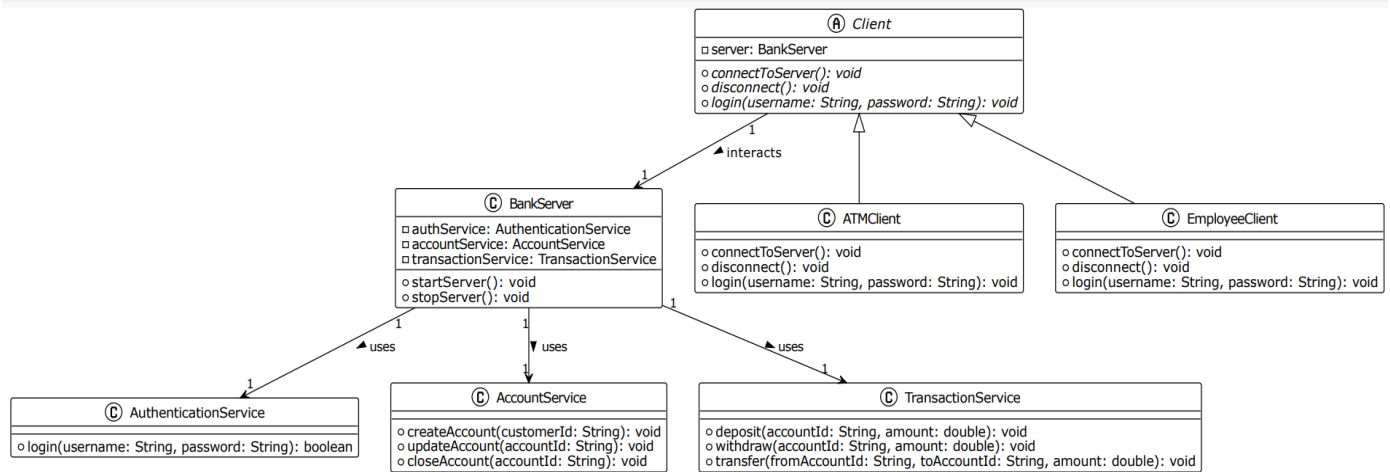 A Client
server: BankServer
connectToServer(): void
disconnect(): void
login(username: String, password: String): void
1
interacts
1
C BankServer
authService: AuthenticationService
accountService: AccountService
transactionService: TransactionService
startServer(): void
stopServer(): void
C ATMClient
connectToServer(): void
disconnect(): void
login(username: String, password: String): void
C EmployeeClient
connectToServer(): void
disconnect(): void
login(username: String, password: String): void
1
uses
1
1
uses
1
1
uses
1
C AuthenticationService
login(username: String, password: String): boolean
C AccountService
createAccount(customerId: String): void
updateAccount(accountId: String): void
closeAccount(accountId: String): void
C TransactionService
deposit(accountId: String, amount: double): void
withdraw(accountId: String, amount: double): void
transfer(fromAccountId: String, toAccountId: String, amount: double): void